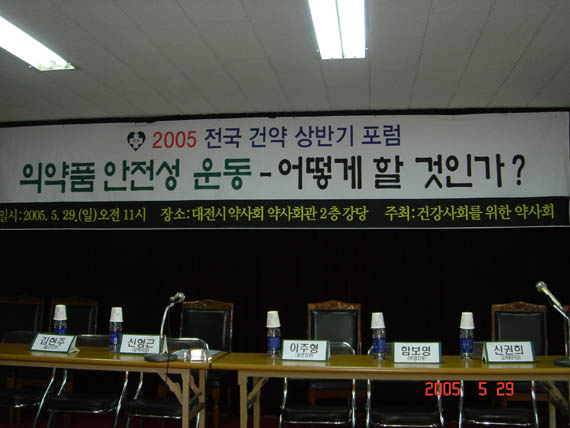 2005 전국 건약 상반기 포럼
의약품 안전성 운동 - 어떻게 할 것인가?
일시: 2005. 5. 29.(일)오전 11시 장소: 대전시약사회 약사회관 2층강당 주최: 건강사회를 위한 약사회
김현주
신형근
이주형
함보영
신권희
2005 5 29